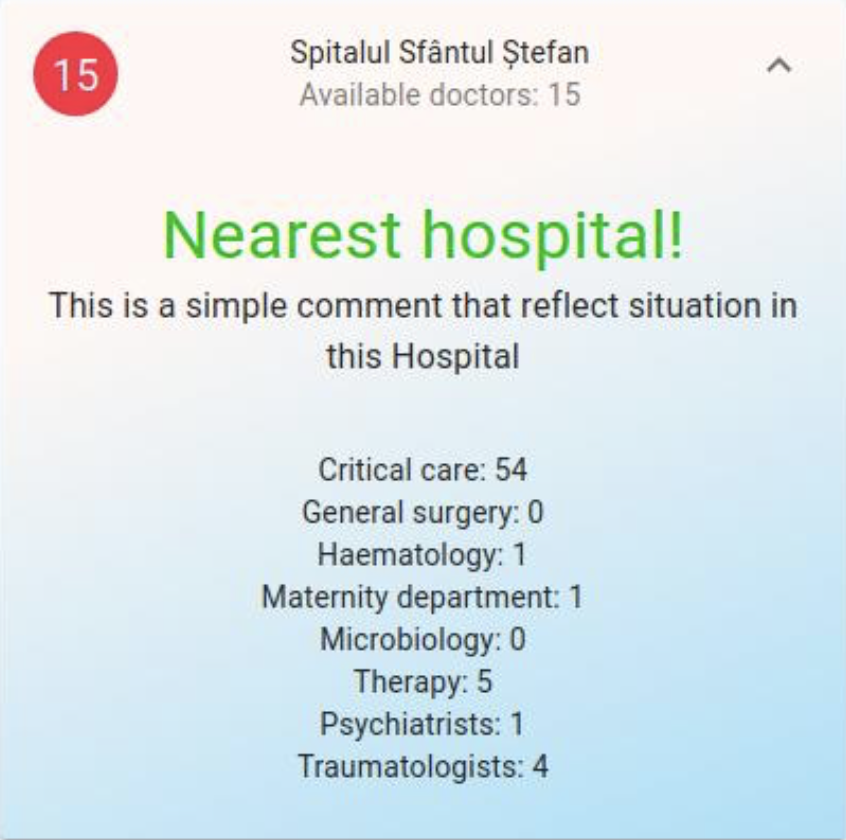 15
Spitalul Sfântul Ștefan
Available doctors: 15
Nearest hospital!
This is a simple comment that reflect situation in
this Hospital
Critical care: 54
General surgery: 0
Haematology: 1
Maternity department: 1
Microbiology: 0
Therapy: 5
Psychiatrists: 1
Traumatologists: 4